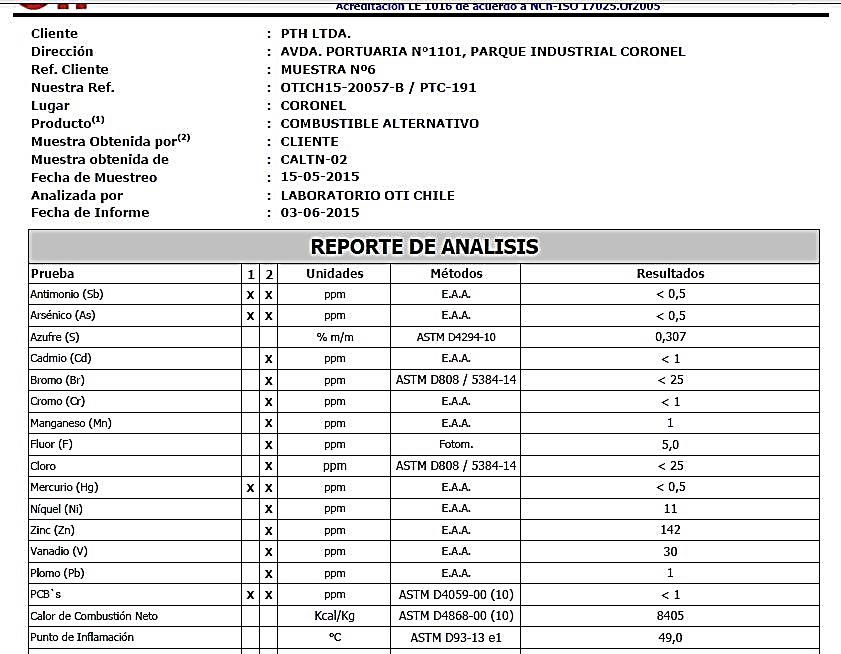 Acreditación LE 1016 de acuerdo a NCh-ISO 17025.Of2005
Cliente : PTH LTDA.
Dirección : AVDA. PORTUARIA Nº1101, PARQUE INDUSTRIAL CORONEL
Ref. Cliente : MUESTRA Nº6
Nuestra Ref. : OTICH15-20057-B / PTC-191
Lugar : CORONEL
Producto(1) : COMBUSTIBLE ALTERNATIVO
Muestra Obtenida por(2) : CLIENTE
Muestra obtenida de : CALTN-02
Fecha de Muestreo : 15-05-2015
Analizada por : LABORATORIO OTI CHILE
Fecha de Informe : 03-06-2015
REPORTE DE ANALISIS
Prueba 1 2 Unidades Métodos Resultados
Antimonio (Sb) x x ppm E.A.A. < 0,5
Arsénico (As) x x ppm E.A.A. < 0,5
Azufre (S) % m/m ASTM D4294-10 0,307
Cadmio (Cd) x ppm E.A.A. < 1
Bromo (Br) x ppm ASTM D808 / 5384-14 < 25
Cromo (Cr) x ppm E.A.A. < 1
Manganeso (Mn) x ppm E.A.A. 1
Fluor (F) x ppm Fotom. 5,0
Cloro x ppm ASTM D808 / 5384-14 < 25
Mercurio (Hg) x x ppm E.A.A. < 0,5
Níquel (Ni) x ppm E.A.A. 11
Zinc (Zn) x ppm E.A.A. 142
Vanadio (V) x ppm E.A.A. 30
Plomo (Pb) x ppm E.A.A. 1
PCB`s x x ppm ASTM D4059-00 (10) < 1
Calor de Combustión Neto Kcal/Kg ASTM D4868-00 (10) 8405
Punto de Inflamación ºC ASTM D93-13 e1 49,0